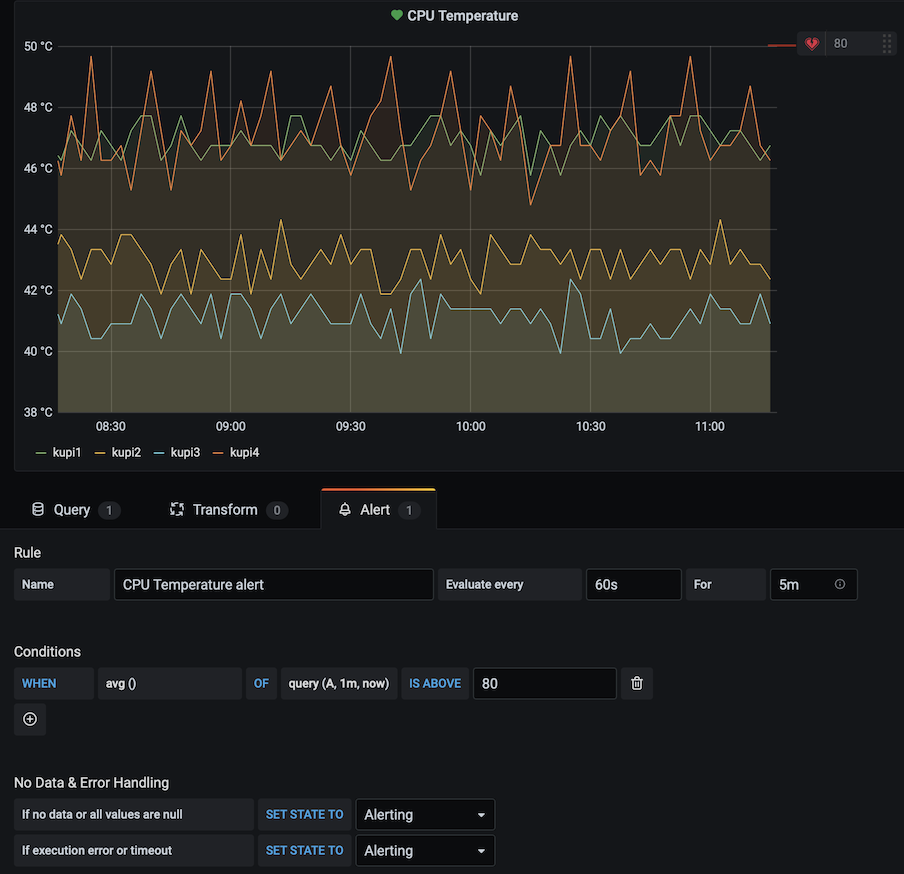 CPU Temperature
50 °C
80
48 °C
46 °C
44 °C
42 °C
40 °C
38 °C
08:30 09:00 09:30 10:00 10:30 11:00
kupi1 kupi2 kupi3 kupi4
Query 1 Transform 0 Alert 1
Rule
Name CPU Temperature alert Evaluate every 60s For 5m
Conditions
WHEN avg () OF query (A, 1m, now) IS ABOVE 80
No Data & Error Handling
If no data or all values are null SET STATE TO Alerting
If execution error or timeout SET STATE TO Alerting